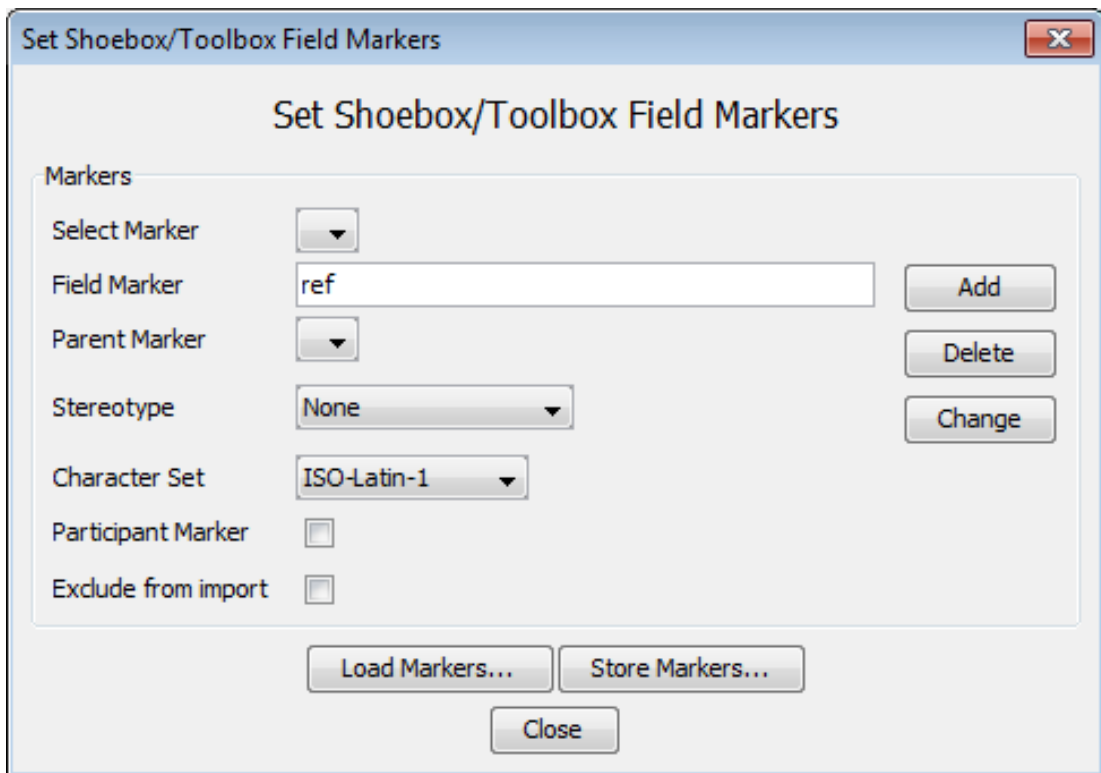 Set Shoebox/Toolbox Field Markers
Set Shoebox/Toolbox Field Markers
Markers
Select Marker
Field Marker ref Add
Parent Marker
Delete
Stereotype None
Change
Character Set ISO-Latin-1
Participant Marker
Exclude from import
Load Markers... Store Markers...
Close